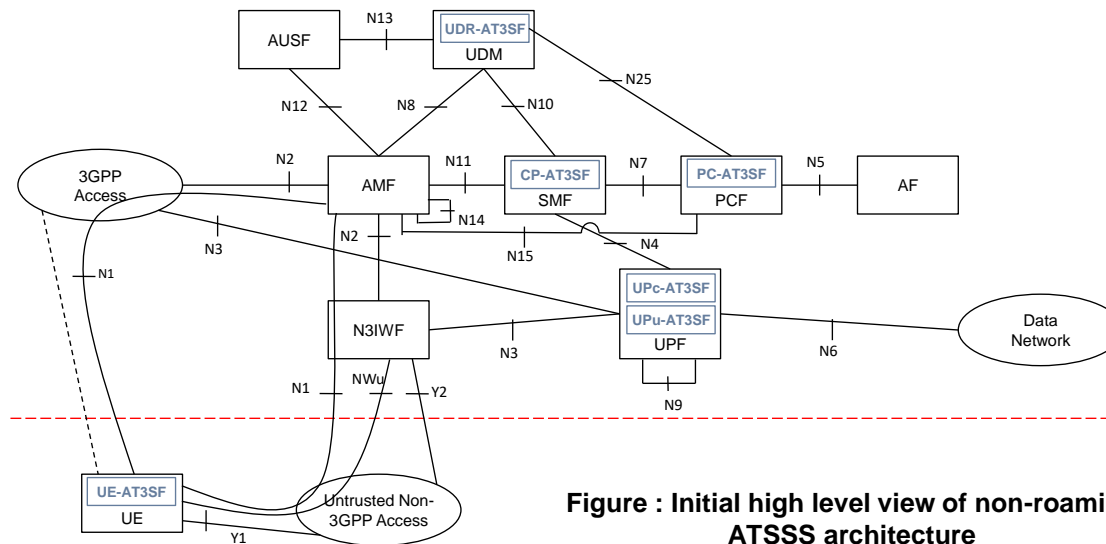 N13
UDR-AT3SF
AUSF
UDM
N12
N8
N10
N25
3GPP
Access
N2
AMF
N11
CP-AT3SF
SMF
N7
PC-AT3SF
PCF
N5
AF
N14
N3
N2
N15
N4
N1
UPc-AT3SF
UPu-AT3SF
UPF
N3IWF
N3
N6
Data
Network
N1
NWu
Y2
N9
UE-AT3SF
UE
Untrusted Non-
3GPP Access
Y1
Figure : Initial high level view of non-roami
ATSSS architecture